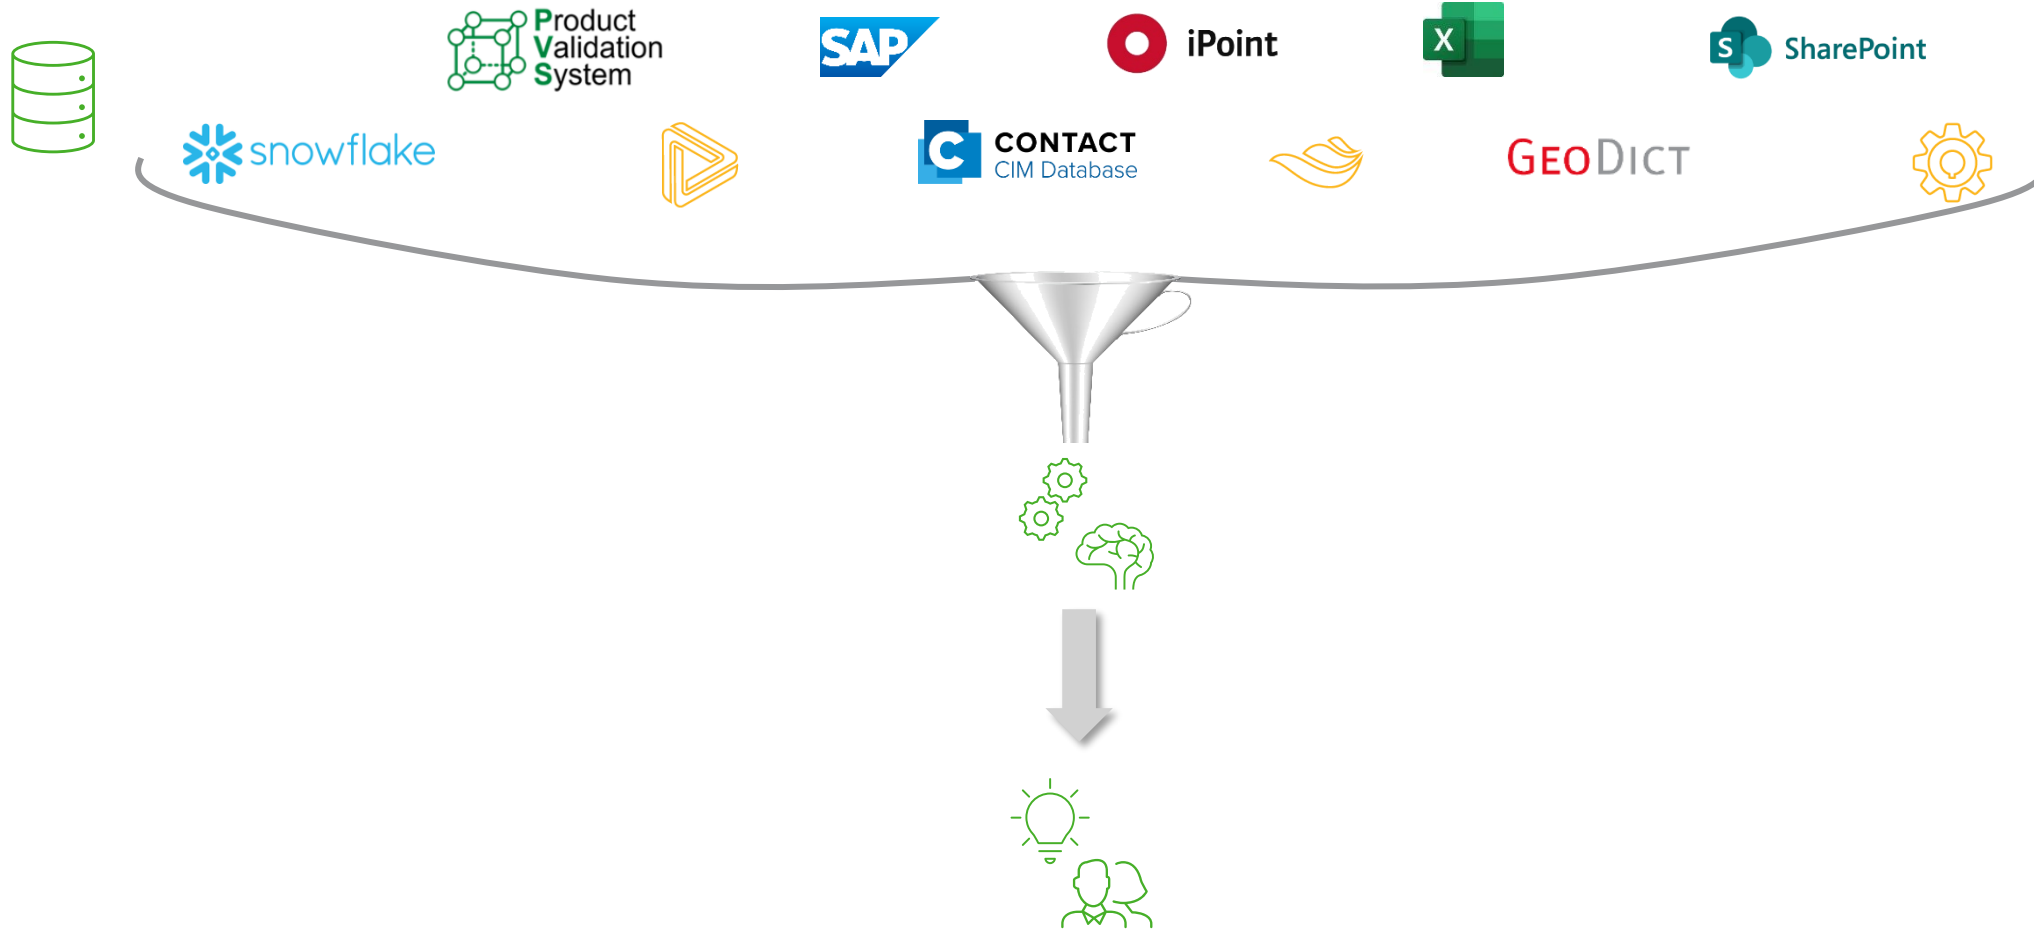 Product
Validation
System
SAP
iPoint
X
S SharePoint
snowflake
C CONTACT
CIM Database
GEODICT